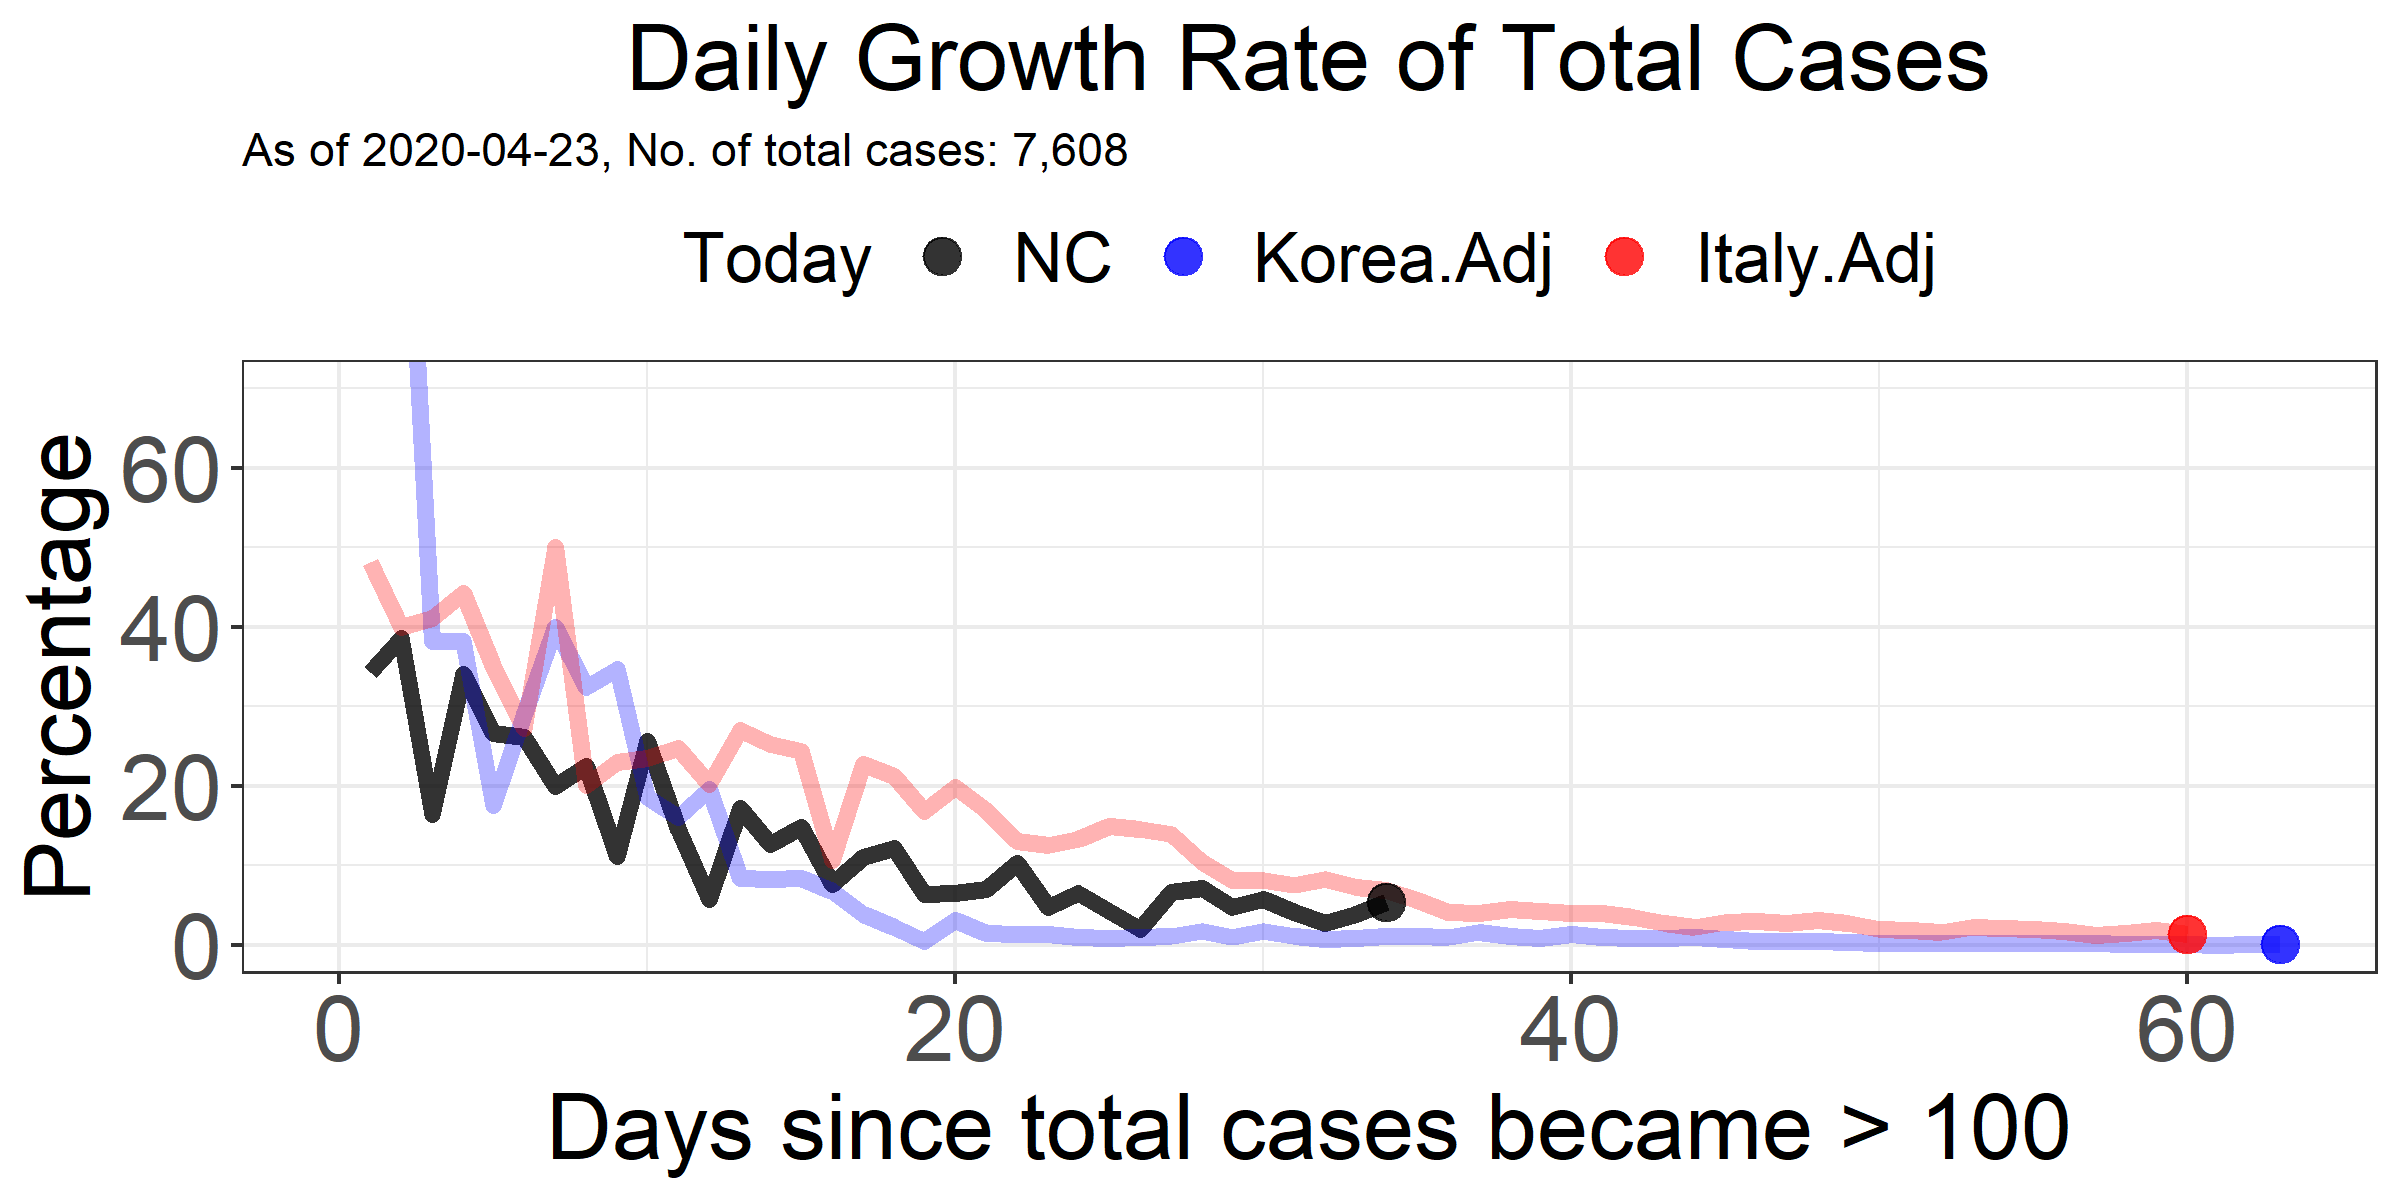 Daily Growth Rate of Total Cases
As of 2020-04-23, No. of total cases: 7,608
Today NC Korea.Adj Italy.Adj
Percentage
60
40
20
0
0 20 40 60
Days since total cases became > 100